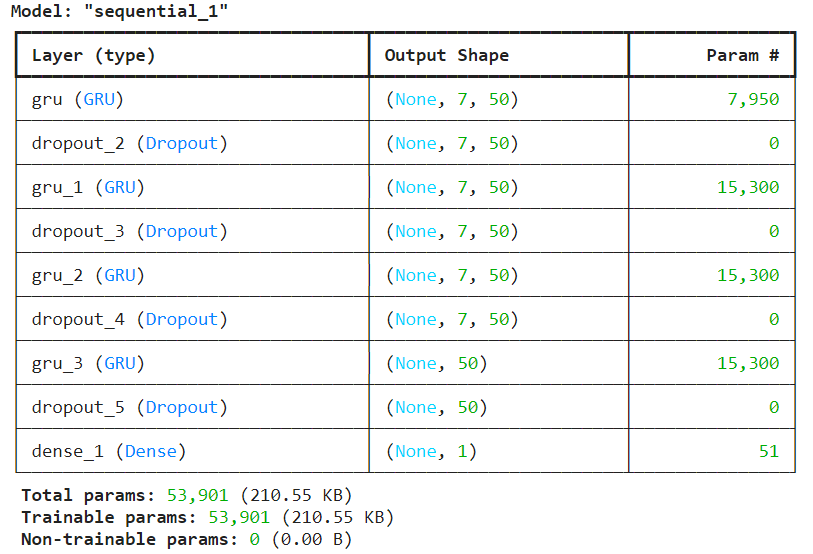 Model: "sequential_1"
Layer (type) Output Shape Param #
gru (GRU) (None, 7, 50) 7,950
dropout_2 (Dropout) (None, 7, 50) 0
gru_1 (GRU) (None, 7, 50) 15,300
dropout_3 (Dropout) (None, 7, 50) 0
gru_2 (GRU) (None, 7, 50) 15,300
dropout_4 (Dropout) (None, 7, 50) 0
gru_3 (GRU) (None, 50) 15,300
dropout_5 (Dropout) (None, 50) 0
dense_1 (Dense) (None, 1) 51
Total params: 53,901 (210.55 KB)
Trainable params: 53,901 (210.55 KB)
Non-trainable params: 0 (0.00 B)